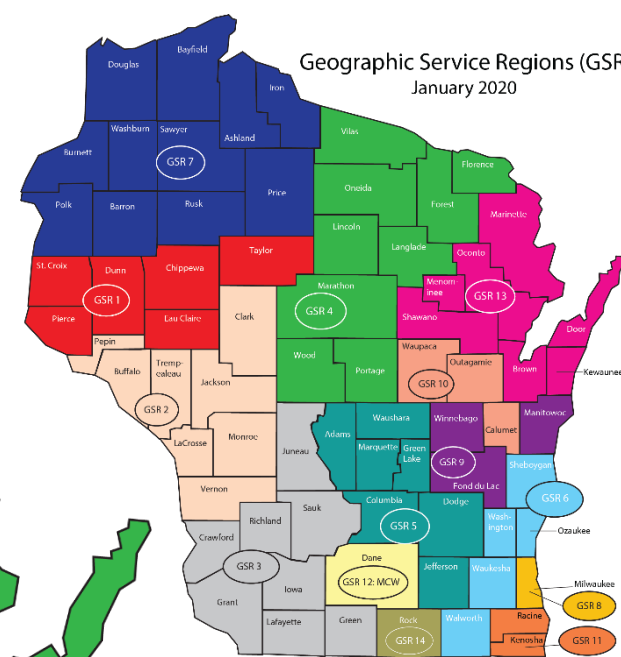 Geographic Service Regions (GSR
January 2020
Bayfield
Douglas
Iron
Washburn
Sawyer
Ashland
Burnett
GSR 7
Polk
Barron
Rusk
Price
Vilas
Florence
Oneida
Forest
Marinette
Lincoln
Langlade
Oconto
Taylor
St. Croix
Dunn
Chippewa
GSR 1
Pierce
Lau Claire
Marathon
GSR 4
Menom-
inee
GSR 13
Shawano
Door
Clark
Pepin
Buffalo
Tremp-
ealeau
Jackson
GSR 2
Wood
Portage
Waupaca
Outagamie
GSR 10
Brown
Kewaunee
LaCrosse
Monroe
Vernon
Juneau
Adams
Waushara
Marquette
Green
Lake
Winnebago
GSR 9
Fond du Lac
Calumet
Manitowoc
Sheboygan
GSR 6
Sauk
Columbia
Dodge
GSR 5
Wash-
ington
Ozaukee
Richland
Crawford
GSR 3
Grant
Iowa
Lafayette
Green
Dane
GSR 12: MCW
Jefferson
Waukesha
Milwaukee
GSR 8
Rock
GSR 14
Walworth
Racine
Kenosha
GSR 11